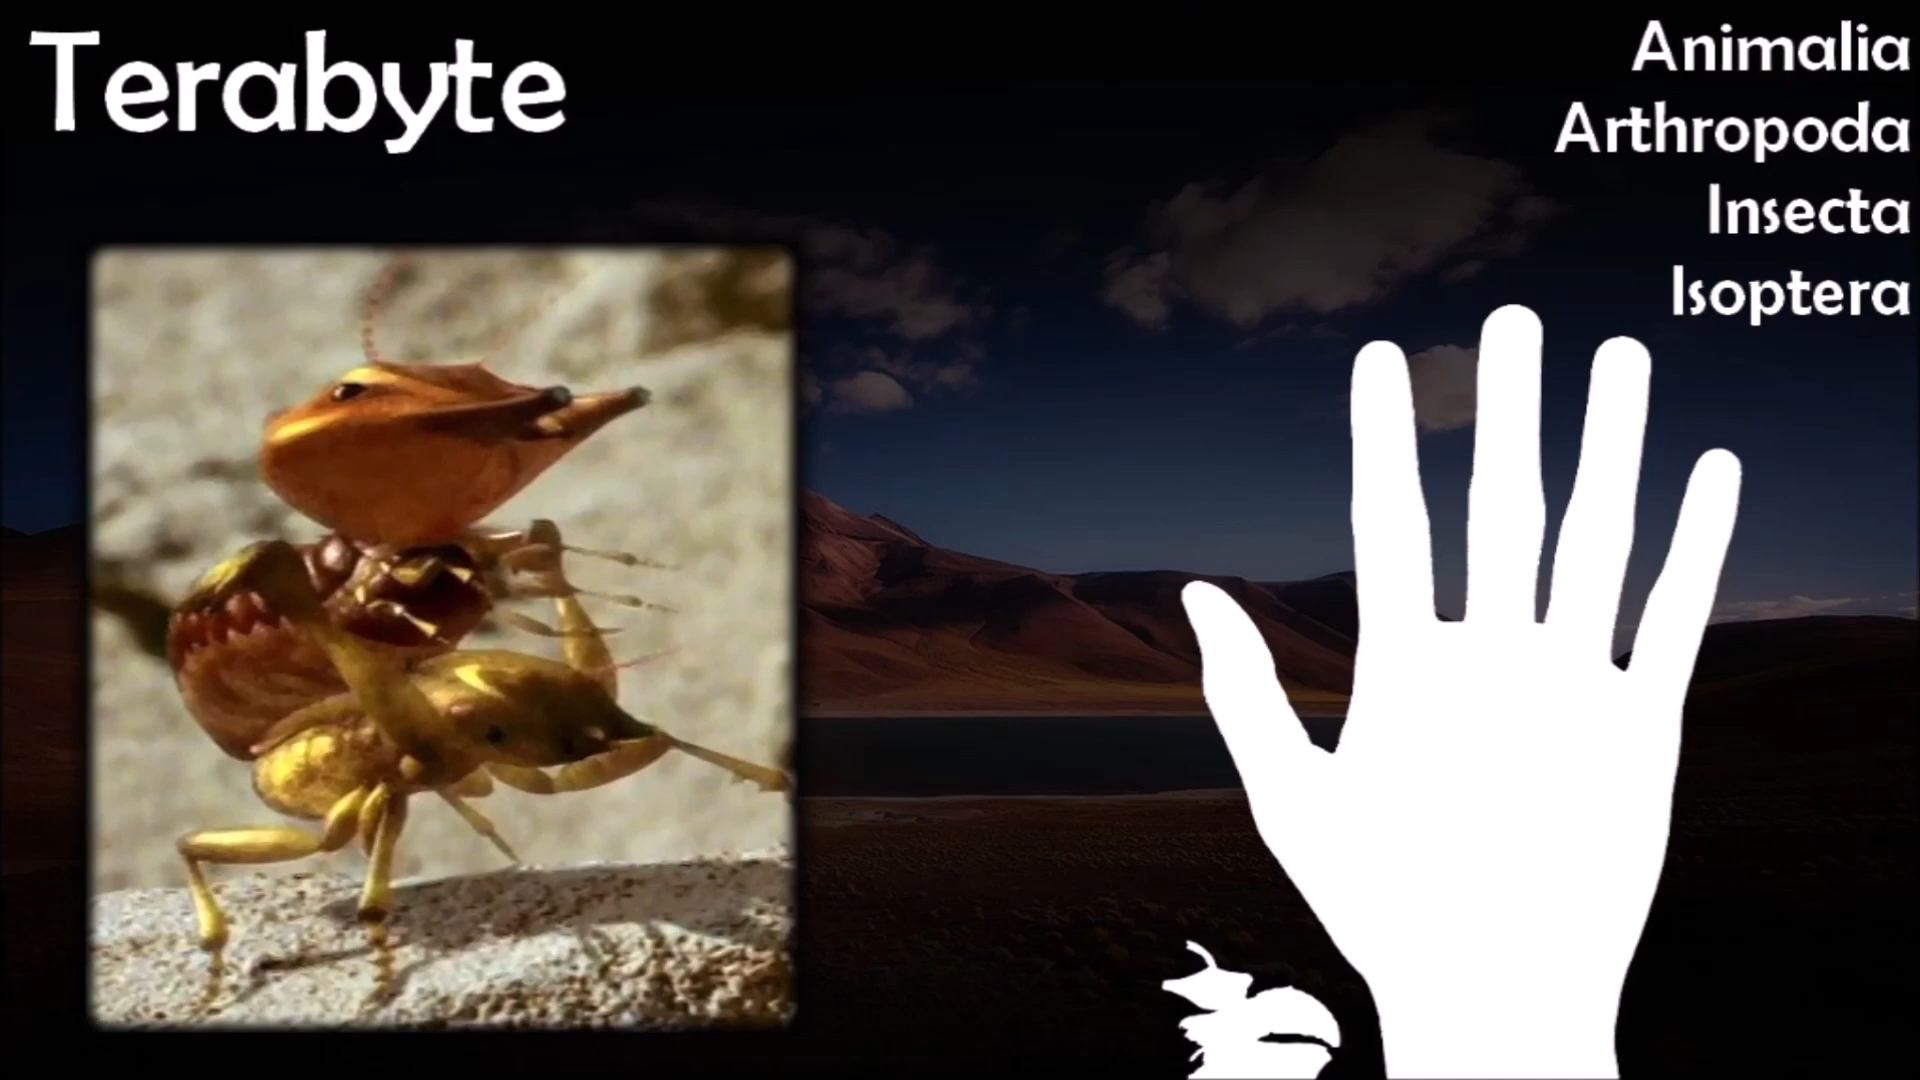 Terabyte
Animalia
Arthropoda
Insecta
Isoptera